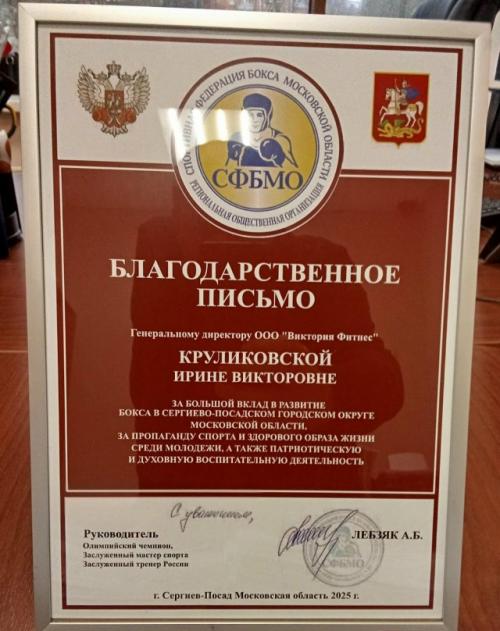 СПОРТИВНАЯ ФЕДЕРАЦИЯ БОКСА МОСКОВСКОЙ ОБЛАСТИ
СФБМО
РЕГИОНАЛЬНАЯ ОБЩЕСТВЕННАЯ ОРГАНИЗАЦИЯ
БЛАГОДАРСТВЕННОЕ
ПИСЬМО
Генеральному директору ООО "Виктория Фитнес"
КРУЛИКОВСКОЙ
ИРИНЕ ВИКТОРОВНЕ
ЗА БОЛЬШОЙ ВКЛАД В РАЗВИТИЕ
БОКСА В СЕРГИЕВО-ПОСАДСКОМ ГОРОДСКОМ ОКРУГЕ
МОСКОВСКОЙ ОБЛАСТИ,
ЗА ПРОПАГАНДУ СПОРТА И ЗДОРОВОГО ОБРАЗА ЖИЗНИ
СРЕДИ МОЛОДЕЖИ, А ТАКЖЕ ПАТРИОТИЧЕСКУЮ
И ДУХОВНУЮ ВОСПИТАТЕЛЬНУЮ ДЕЯТЕЛЬНОСТЬ
С уважением,
Руководитель
ЛЕБЗЯК А.Б.
Олимпийский чемпион,
Заслуженный мастер спорта
Заслуженный тренер России
СФБМО
г. Сергиев-Посад Московская область 2025 г.